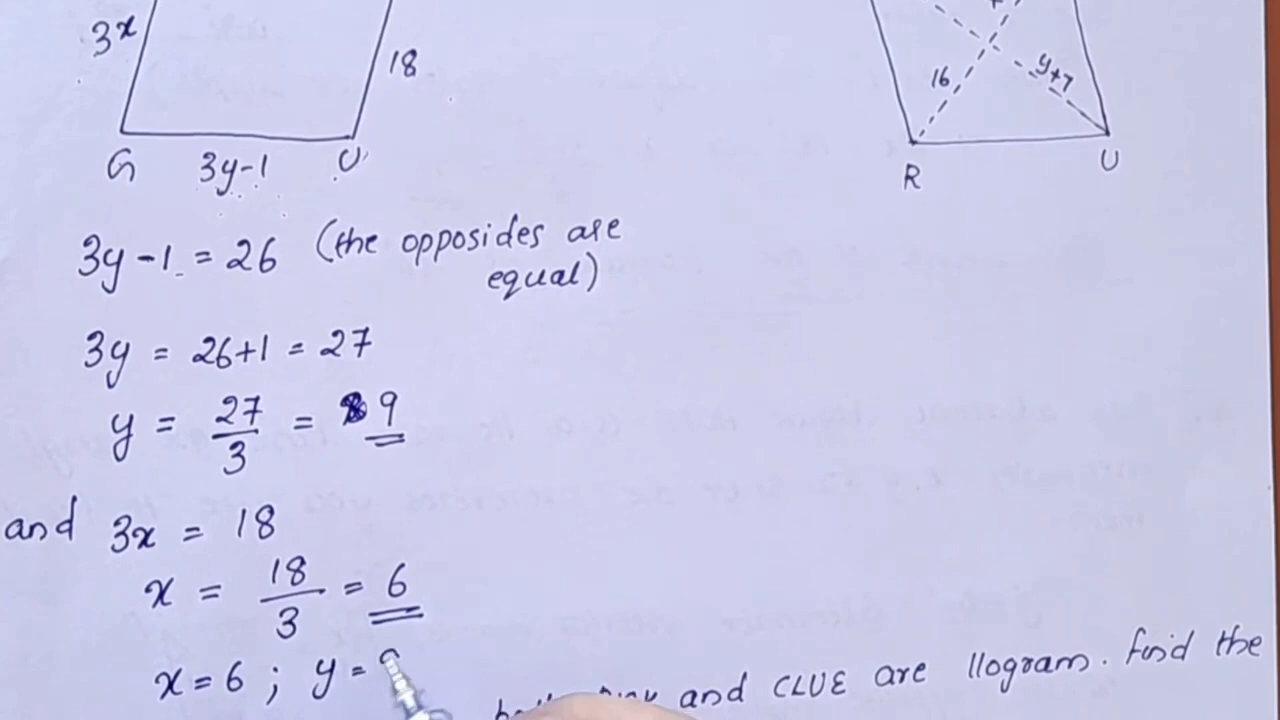 3x
18
G 3y-1 U
16 y+7
R U
3y-1 = 26 (the opposides are
equal)
3y = 26+1 = 27
y = 27/3 = 9
and 3x = 18
x = 18/3 = 6
x = 6 ; y =
and CLUE are llogram. Find the